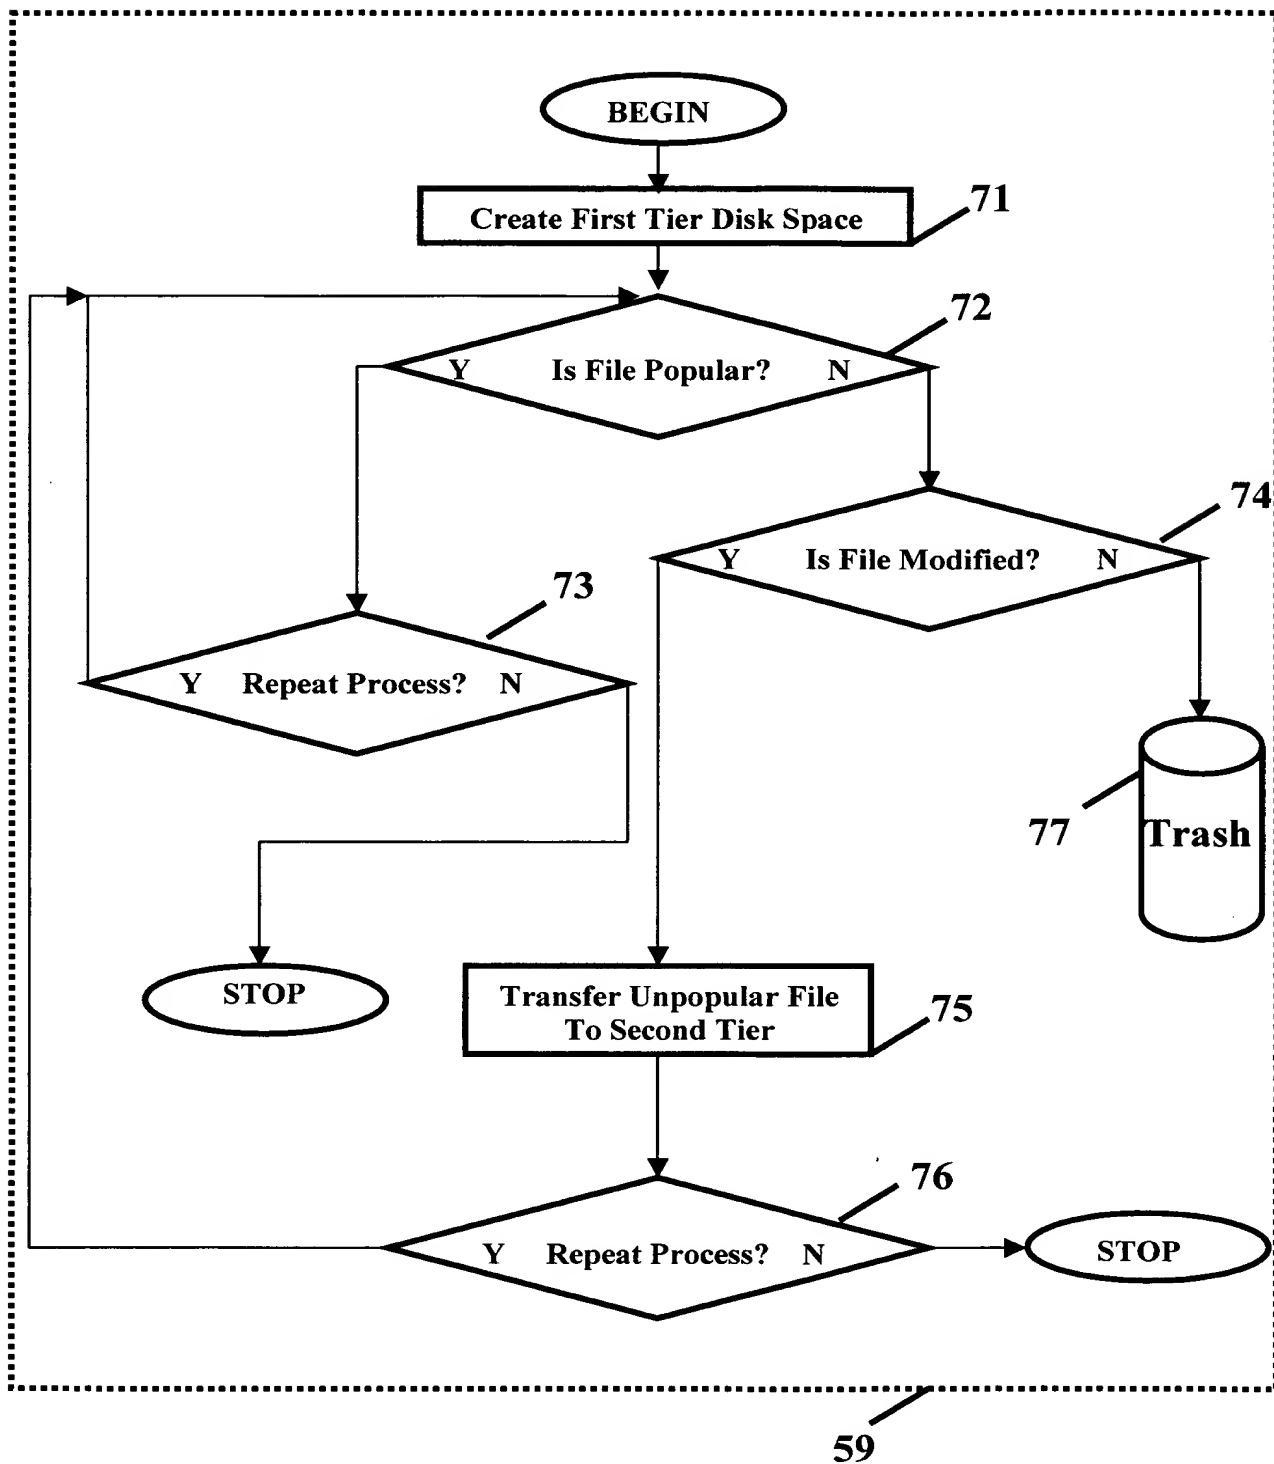 BEGIN
Create First Tier Disk Space
71
72
Y Is File Popular? N
74
Y Is File Modified? N
73
Y Repeat Process? N
77
Trash
STOP
Transfer Unpopular File
To Second Tier
75
76
Y Repeat Process? N
STOP
59